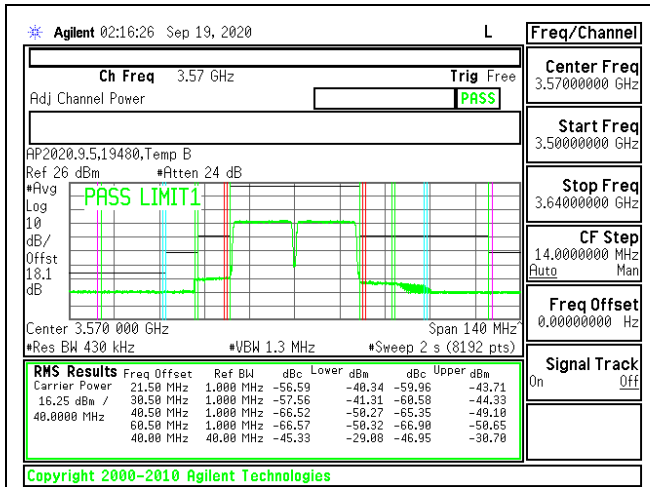 Agilent 02:16:26 Sep 19, 2020 L
Freq/Channel
Ch Freq 3.57 GHz Trig Free
Adj Channel Power PASS
Center Freq
3.57000000 GHz
Start Freq
3.50000000 GHz
Stop Freq
3.64000000 GHz
CF Step
14.0000000 MHz
Auto Man
Freq Offset
0.00000000 Hz
Signal Track
On Off
AP2020.9.5,19480,Temp B
Ref 26 dBm #Atten 24 dB
#Avg
Log
10
dB/
Offst
18.1
dB
PASS LIMIT1
Center 3.570 000 GHz Span 140 MHz
#Res BW 430 kHz #VBW 1.3 MHz #Sweep 2 s (8192 pts)
RMS Results Freq Offset Ref BW dBc Lower dBm dBc Upper dBm
Carrier Power 21.50 MHz 1.000 MHz -56.59 -40.34 -59.96 -43.71
16.25 dBm / 30.50 MHz 1.000 MHz -57.56 -41.31 -60.58 -44.33
40.0000 MHz 40.50 MHz 1.000 MHz -66.52 -50.27 -65.35 -49.10
60.50 MHz 1.000 MHz -66.57 -50.32 -66.90 -50.65
40.00 MHz 40.00 MHz -45.33 -29.08 -46.95 -30.70
Copyright 2000-2010 Agilent Technologies